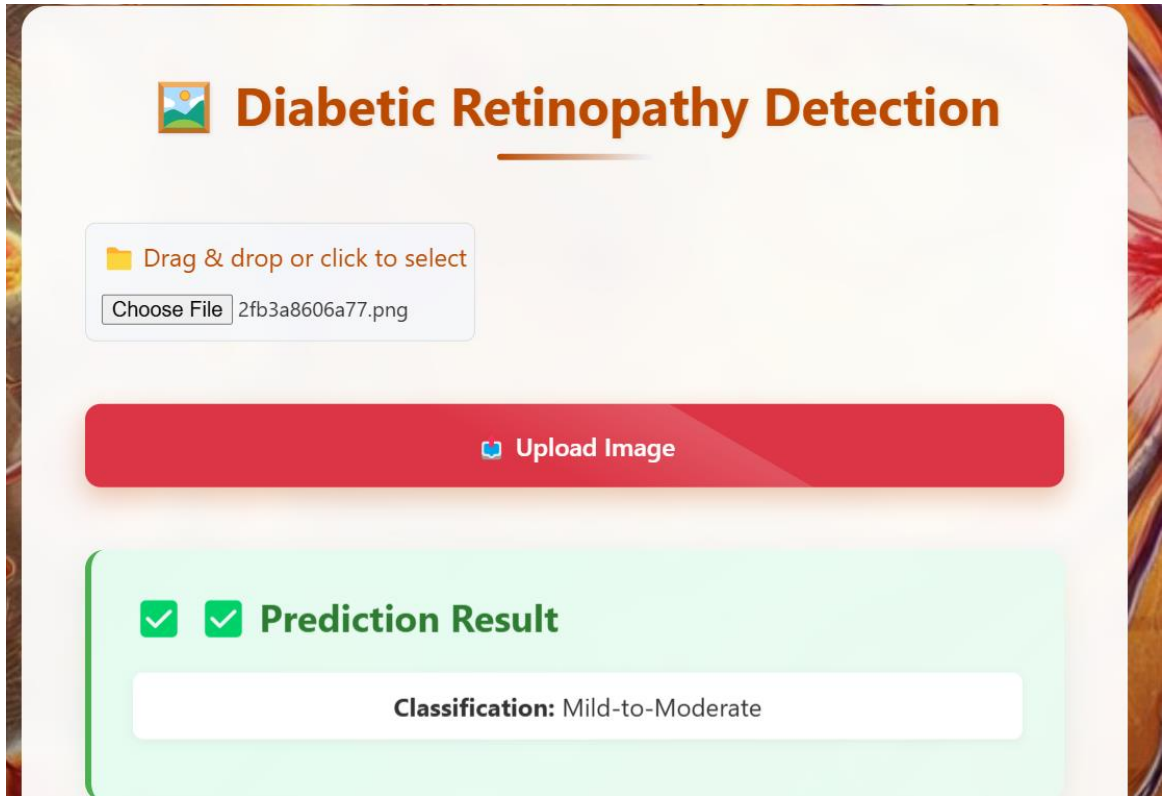 Diabetic Retinopathy Detection
Drag & drop or click to select
Choose File 2fb3a8606a77.png
Upload Image
Prediction Result
Classification: Mild-to-Moderate